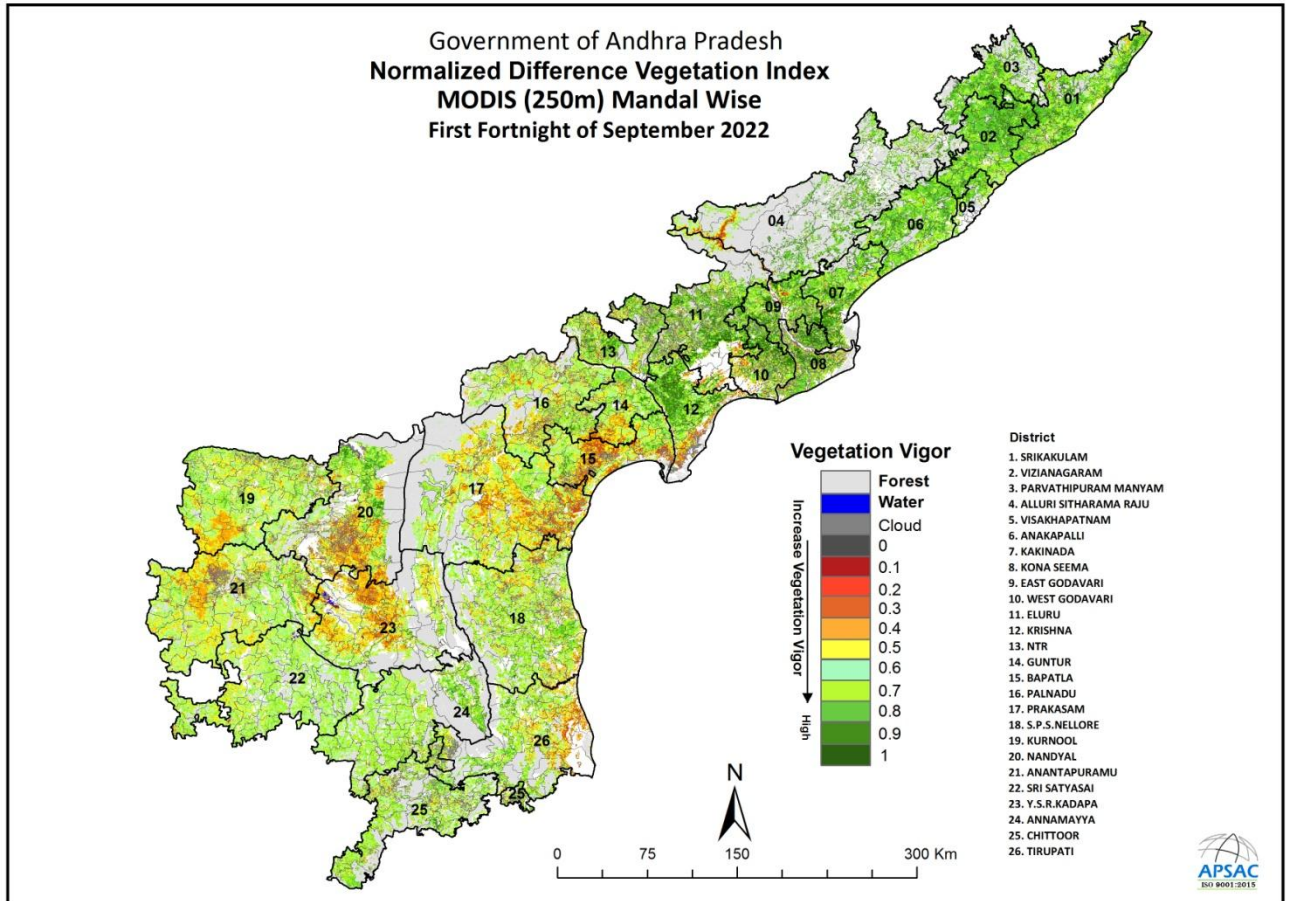 Government of Andhra Pradesh
Normalized Difference Vegetation Index
MODIS (250m) Mandal Wise
First Fortnight of September 2022
03
01
02
05
04
06
07
09
11
08
13
10
16
14
12
15
17
19
20
21
18
23
22
24
26
25
25
Vegetation Vigor
Increase Vegetation Vigor
High
Forest
Water
Cloud
0
0.1
0.2
0.3
0.4
0.5
0.6
0.7
0.8
0.9
1
District
1. SRIKAKULAM
2. VIZIANAGARAM
3. PARVATHIPURAM MANYAM
4. ALLURI SITHARAMA RAJU
5. VISAKHAPATNAM
6. ANAKAPALLI
7. KAKINADA
8. KONA SEEMA
9. EAST GODAVARI
10. WEST GODAVARI
11. ELURU
12. KRISHNA
13. NTR
14. GUNTUR
15. BAPATLA
16. PALNADU
17. PRAKASAM
18. S.P.S.NELLORE
19. KURNOOL
20. NANDYAL
21. ANANTAPURAMU
22. SRI SATYASAI
23. Y.S.R.KADAPA
24. ANNAMAYYA
25. CHITTOOR
26. TIRUPATI
N
0 75 150 300 Km
APSAC
ISO 9001:2015